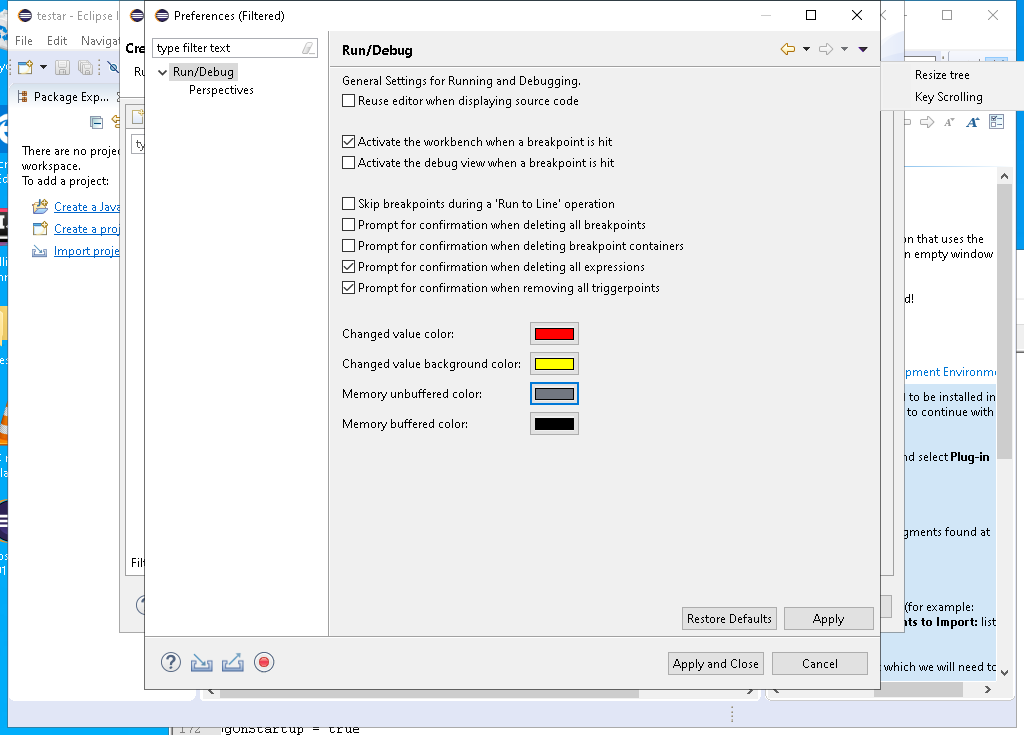 testar - Eclipse I
Preferences (Filtered)
File Edit Navigat
Cre
type filter text
Run/Debug
Ru
Run/Debug
Perspectives
General Settings for Running and Debugging.
Reuse editor when displaying source code
Resize tree
Key Scrolling
Package Exp...
Activate the workbench when a breakpoint is hit
Activate the debug view when a breakpoint is hit
There are no projec
workspace.
To add a project:
Create a Java
Create a proj
Import proje
Skip breakpoints during a 'Run to Line' operation
Prompt for confirmation when deleting all breakpoints
Prompt for confirmation when deleting breakpoint containers
Prompt for confirmation when deleting all expressions
Prompt for confirmation when removing all triggerpoints
on that uses the
n empty window
d!
Changed value color:
Changed value background color:
Memory unbuffered color:
Memory buffered color:
pment Environme
to be installed in
to continue with
nd select Plug-in
gments found at
Filt
(for example:
nts to Import: list
which we will need to
Restore Defaults
Apply
Apply and Close
Cancel
172 gOnStartup = true